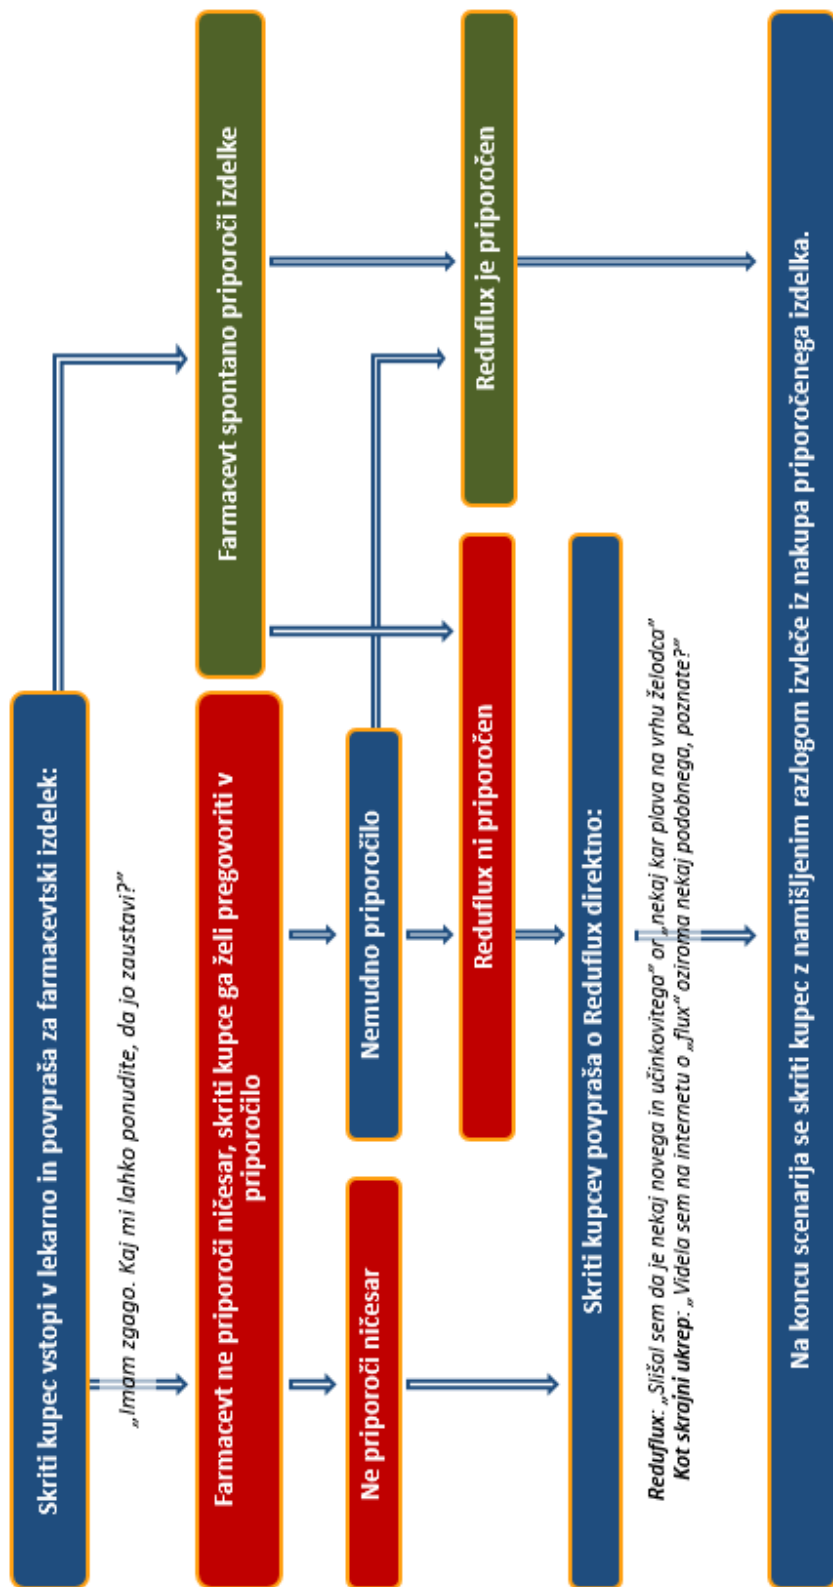 Skriti kupec vstopi v lekarno in povpraša za farmacevtski izdelek:
„Imam zgago. Kaj mi lahko ponudite, da jo zaustavi?”
Farmacevt ne priporoči ničesar, skriti kupce ga želi pregovoriti v
priporočilo
Farmacevt spontano priporoči izdelke
Ne priporoči ničesar
Nemudno priporočilo
Reduflux ni priporočen
Reduflux je priporočen
Skriti kupcev povpraša o Reduflux direktno:
Reduflux: „Slišal sem da je nekaj novega in učinkovitega” or „nekaj kar plava na vrhu želodca”
Kot skrajni ukrep: „Videla sem na internetu o „flux” oziroma nekaj podobnega, poznate?”
Na koncu scenarija se skriti kupec z namišljenim razlogom izvleče iz nakupa priporočenega izdelka.